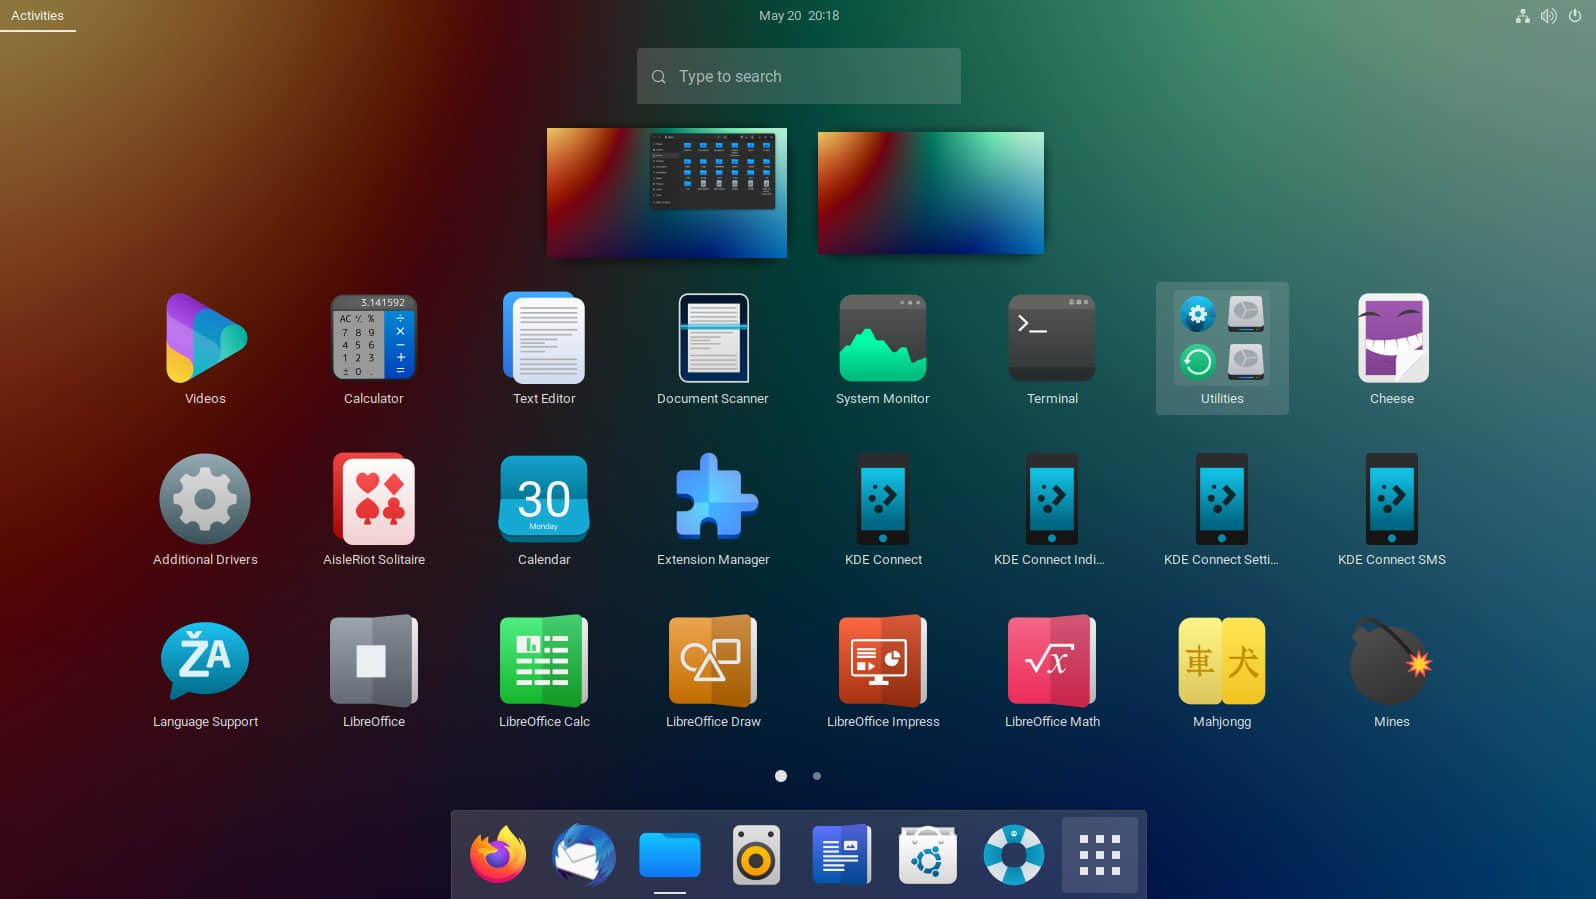 Activities
May 20 20:18
Type to search
3.141592
AC
%
÷
7 8 9
×
4 5 6
−
1 2 3
+
± 0 .
=
Videos
Calculator
Text Editor
Document Scanner
System Monitor
Terminal
Utilities
Cheese
30
Monday
Additional Drivers
AisleRiot Solitaire
Calendar
Extension Manager
KDE Connect
KDE Connect Indi...
KDE Connect Setti...
KDE Connect SMS
ŽA
√x
車 犬
Language Support
LibreOffice
LibreOffice Calc
LibreOffice Draw
LibreOffice Impress
LibreOffice Math
Mahjongg
Mines